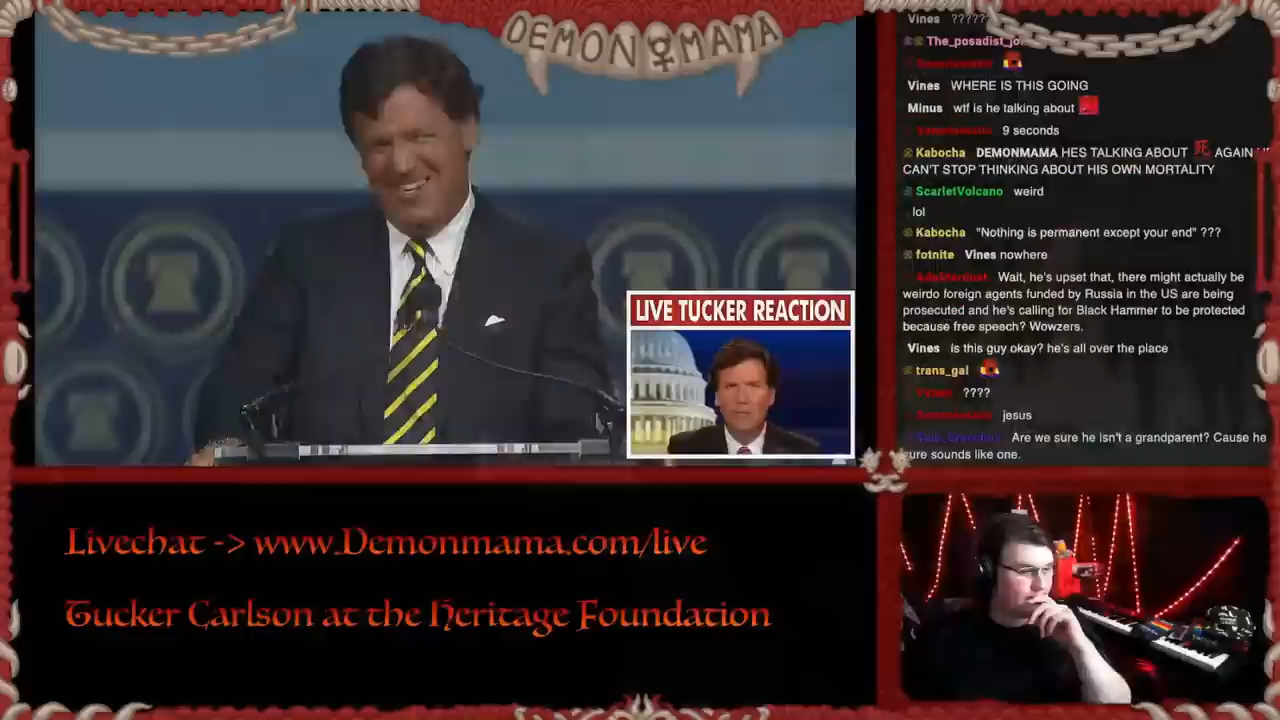 DEMON MAMA
LIVE TUCKER REACTION
Vines ?????
The_posadist_jo
Vines WHERE IS THIS GOING
Minus wtf is he talking about
9 seconds
Kabocha DEMONMAMA HES TALKING ABOUT 死 AGAIN
CAN'T STOP THINKING ABOUT HIS OWN MORTALITY
ScarletVolcano weird
lol
Kabocha "Nothing is permanent except your end" ???
fotnite Vines nowhere
Wait, he's upset that, there might actually be
weirdo foreign agents funded by Russia in the US are being
prosecuted and he's calling for Black Hammer to be protected
because free speech? Wowzers.
Vines is this guy okay? he's all over the place
trans_gal
????
jesus
Are we sure he isn't a grandparent? Cause he
sure sounds like one.
Livechat -> www.Demonmama.com/live
Tucker Carlson at the Heritage Foundation